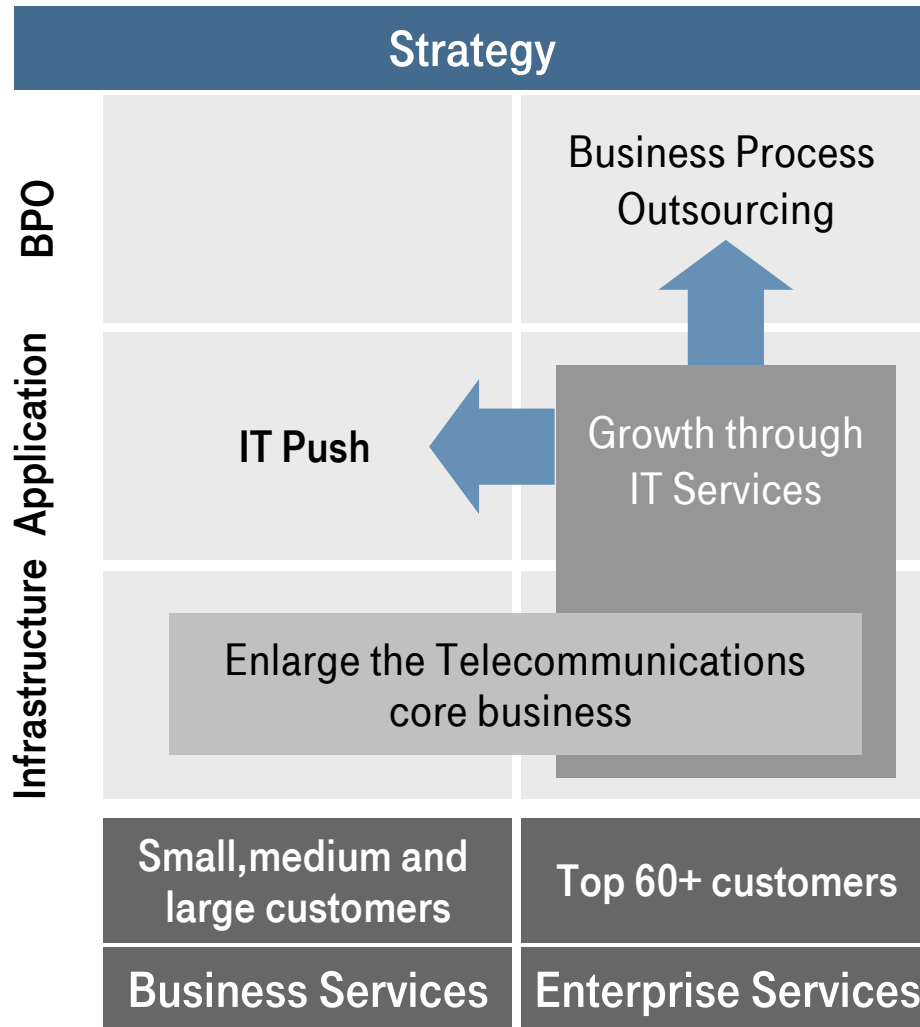 Strategy
BPO
Business Process
Outsourcing
Application
IT Push
Growth through
IT Services
Infrastructure
Enlarge the Telecommunications
core business
Small,medium and
large customers
Top 60+ customers
Business Services
Enterprise Services